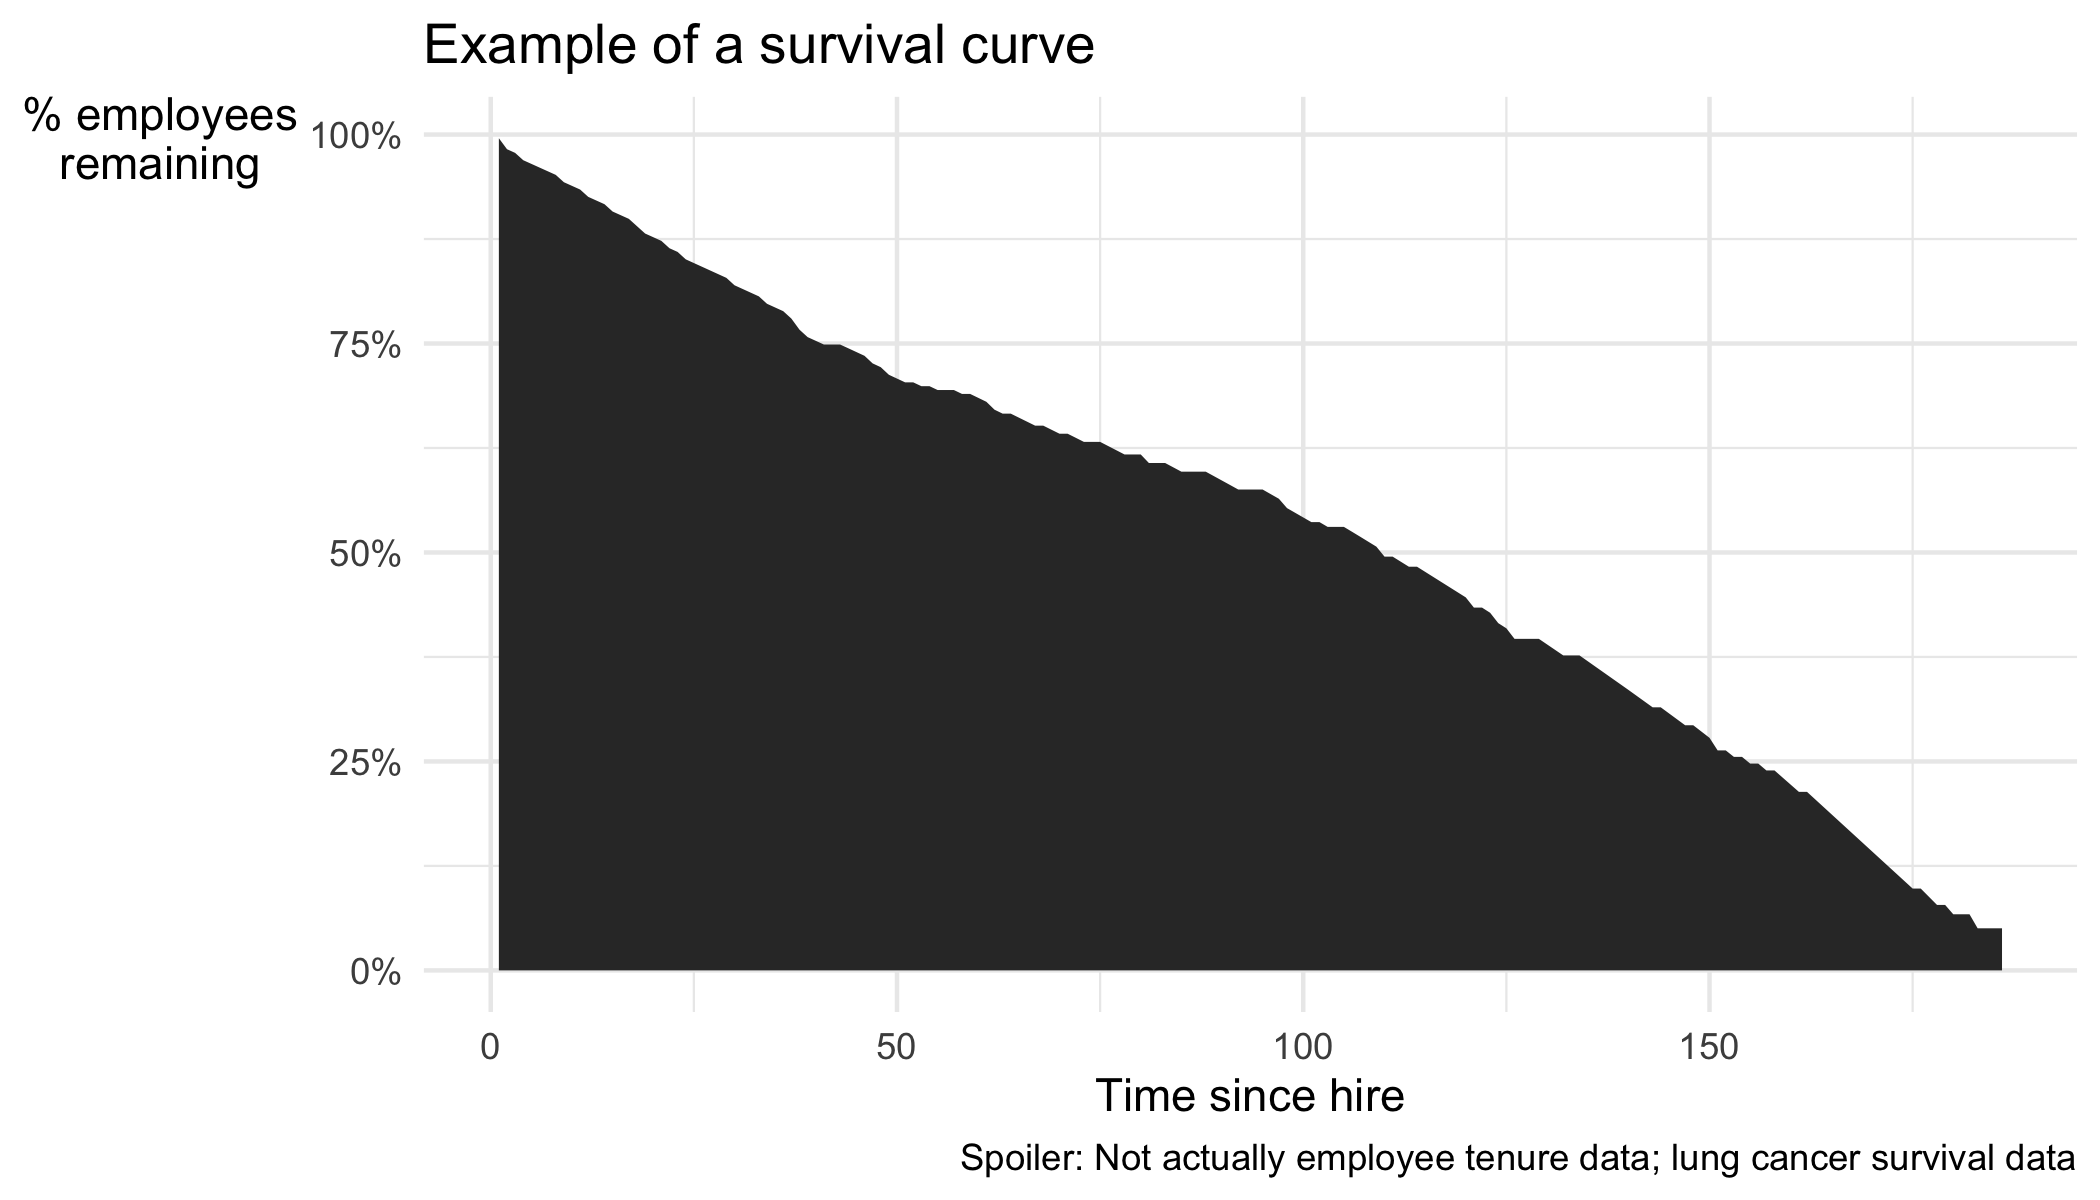 Example of a survival curve
% employees
remaining
100%
75%
50%
25%
0%
0 50 100 150
Time since hire
Spoiler: Not actually employee tenure data; lung cancer survival data